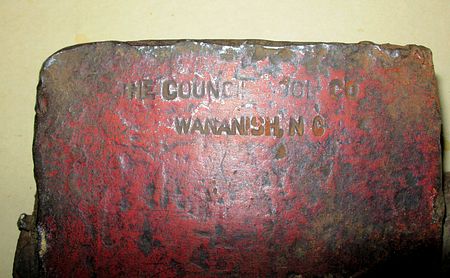 THE COUNCIL TOOL CO
WANANISH, N C